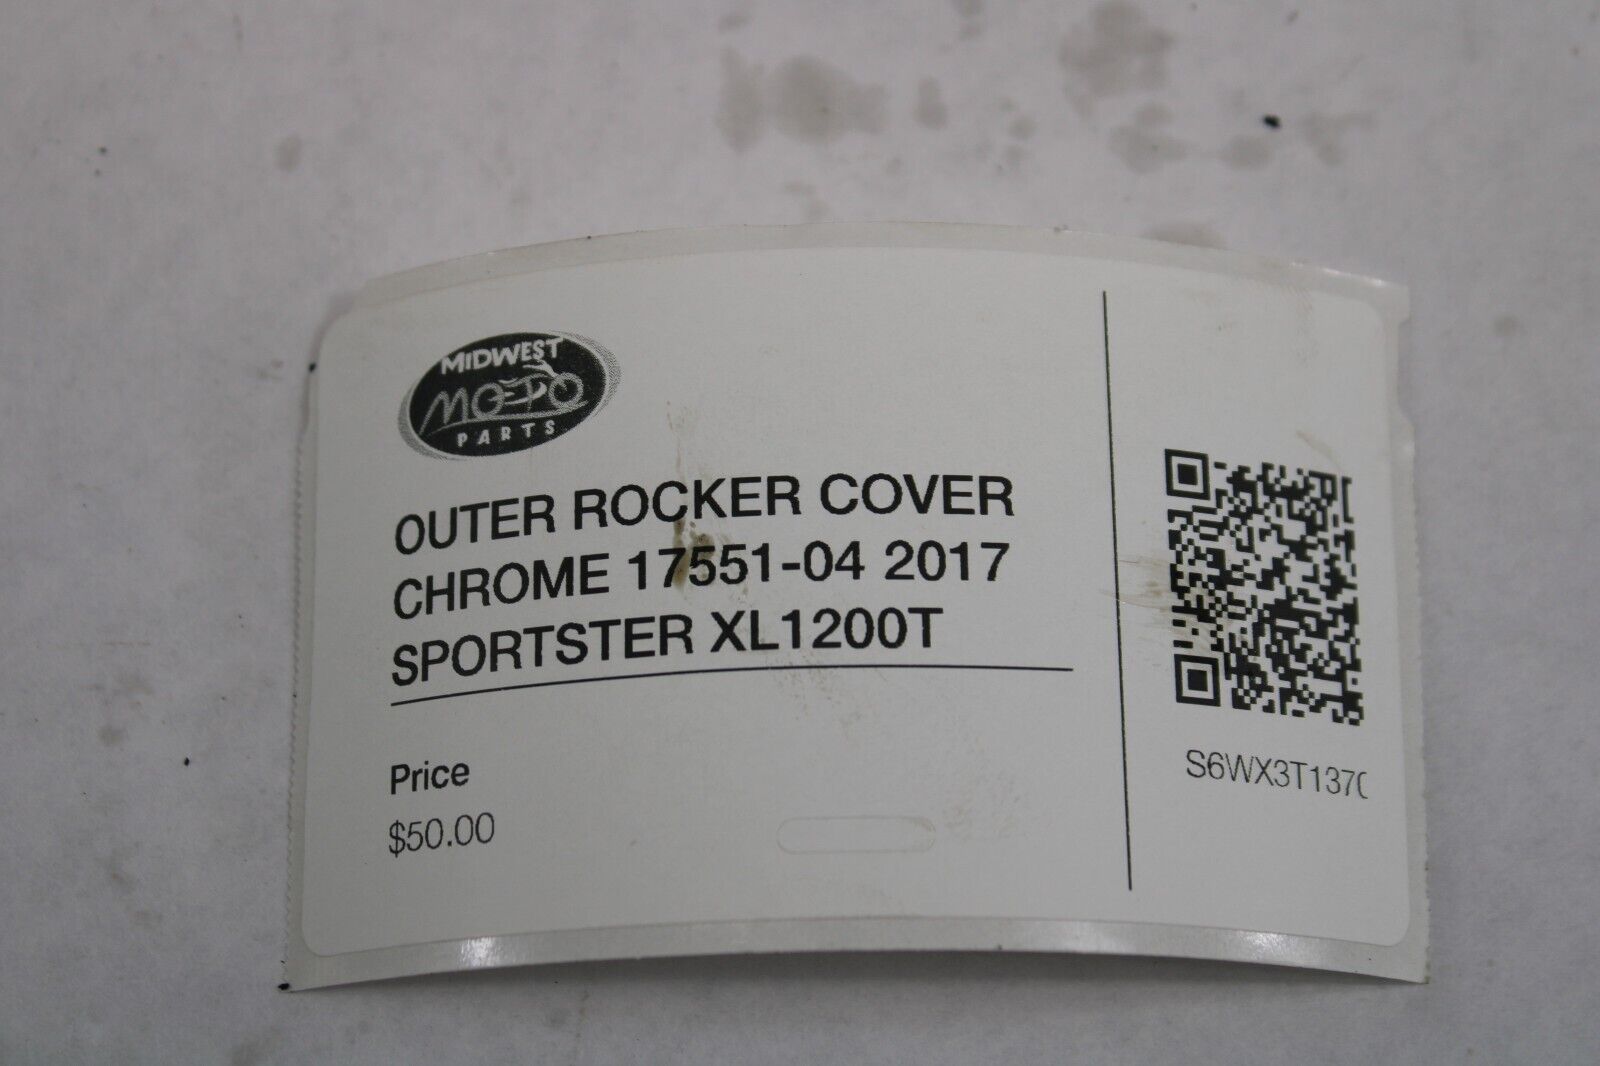 MIDWEST
MOTO
PARTS
OUTER ROCKER COVER
CHROME 17551-04 2017
SPORTSTER XL1200T
Price
$50.00
S6WX3T137